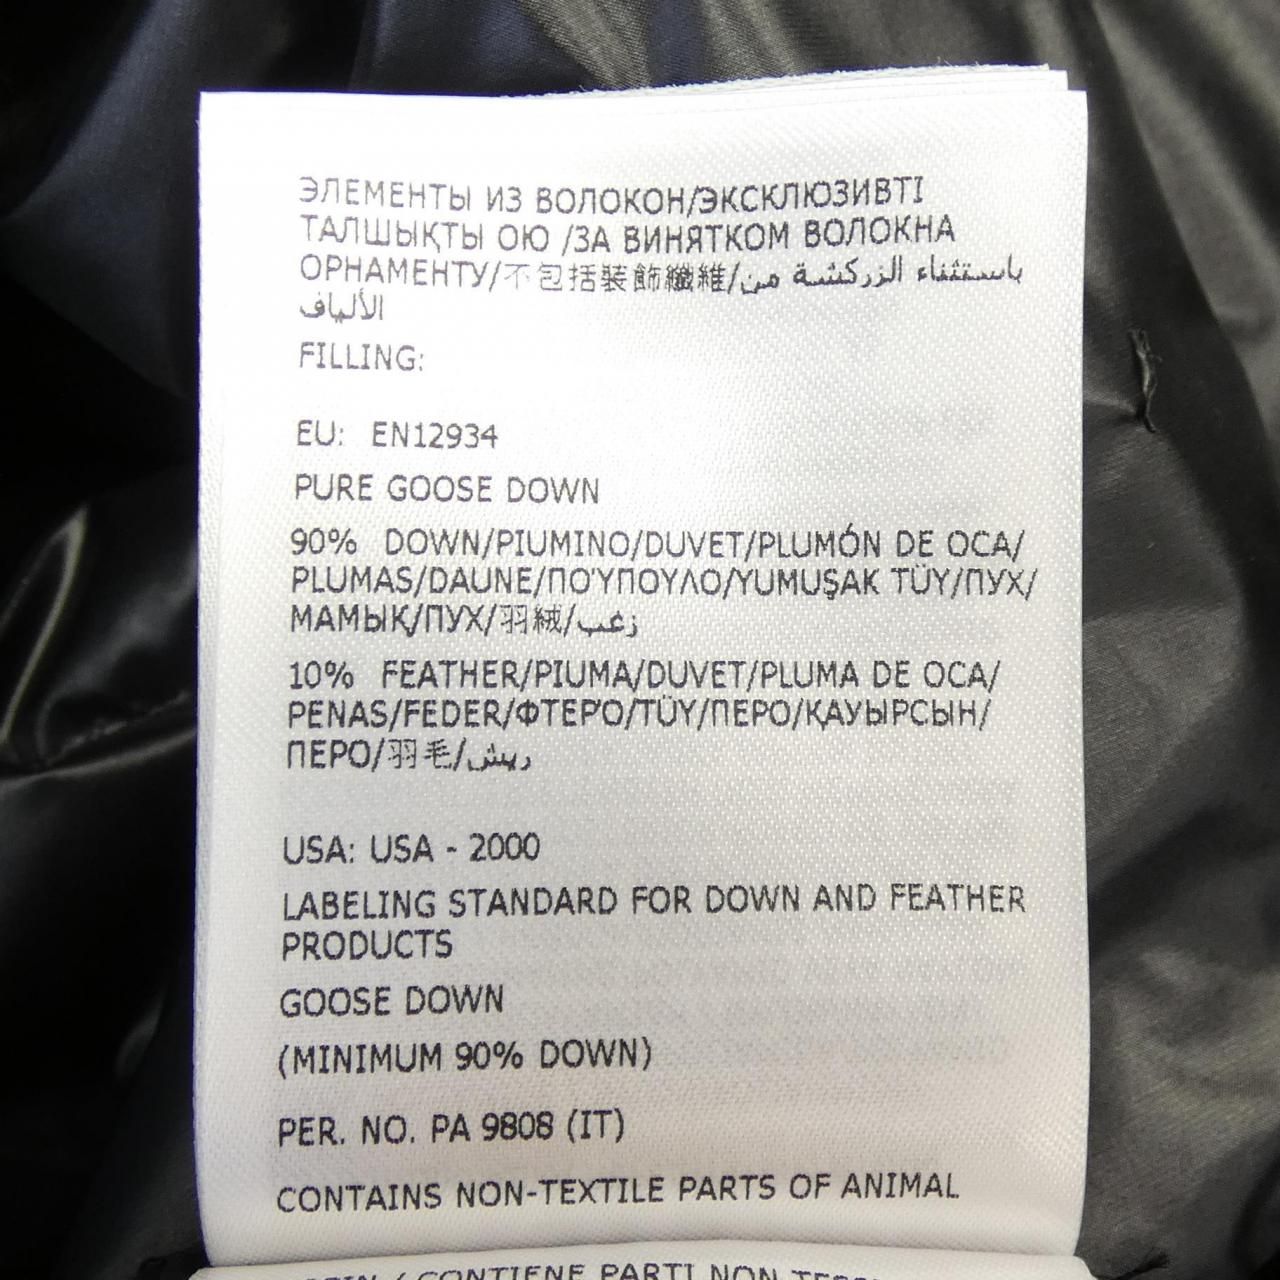 ЭЛЕМЕНТЫ ИЗ ВОЛОКОН/ЭКСКЛЮЗИВТІ
ТАЛШЫҚТЫ ОЮ /ЗА ВИНЯТКОМ ВОЛОКНА
ОРНАМЕНТУ/不包括裝飾纖維/باستثناء الزركشة من
الألياف
FILLING:
EU: EN12934
PURE GOOSE DOWN
90% DOWN/PIUMINO/DUVET/PLUMÓN DE OCA/
PLUMAS/DAUNE/ΠΟΎΠΟΥΛΟ/YUMUŞAK TÜY/ПУХ/
МАМЫҚ/ПУХ/羽絨/زغب
10% FEATHER/PIUMA/DUVET/PLUMA DE OCA/
PENAS/FEDER/ΦΤΕΡΌ/TÜY/ПЕРО/ҚАУЫРСЫН/
ПЕРО/羽毛/ريش
USA: USA - 2000
LABELING STANDARD FOR DOWN AND FEATHER
PRODUCTS
GOOSE DOWN
(MINIMUM 90% DOWN)
PER. NO. PA 9808 (IT)
CONTAINS NON-TEXTILE PARTS OF ANIMAL
CONTIENE PARTI NON